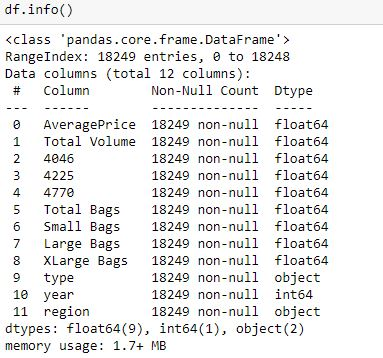 df.info()
<class 'pandas.core.frame.DataFrame'>
RangeIndex: 18249 entries, 0 to 18248
Data columns (total 12 columns):
 #   Column        Non-Null Count  Dtype
---  ------        --------------  -----
 0   AveragePrice  18249 non-null  float64
 1   Total Volume  18249 non-null  float64
 2   4046          18249 non-null  float64
 3   4225          18249 non-null  float64
 4   4770          18249 non-null  float64
 5   Total Bags    18249 non-null  float64
 6   Small Bags    18249 non-null  float64
 7   Large Bags    18249 non-null  float64
 8   XLarge Bags   18249 non-null  float64
 9   type          18249 non-null  object
 10  year          18249 non-null  int64
 11  region        18249 non-null  object
dtypes: float64(9), int64(1), object(2)
memory usage: 1.7+ MB